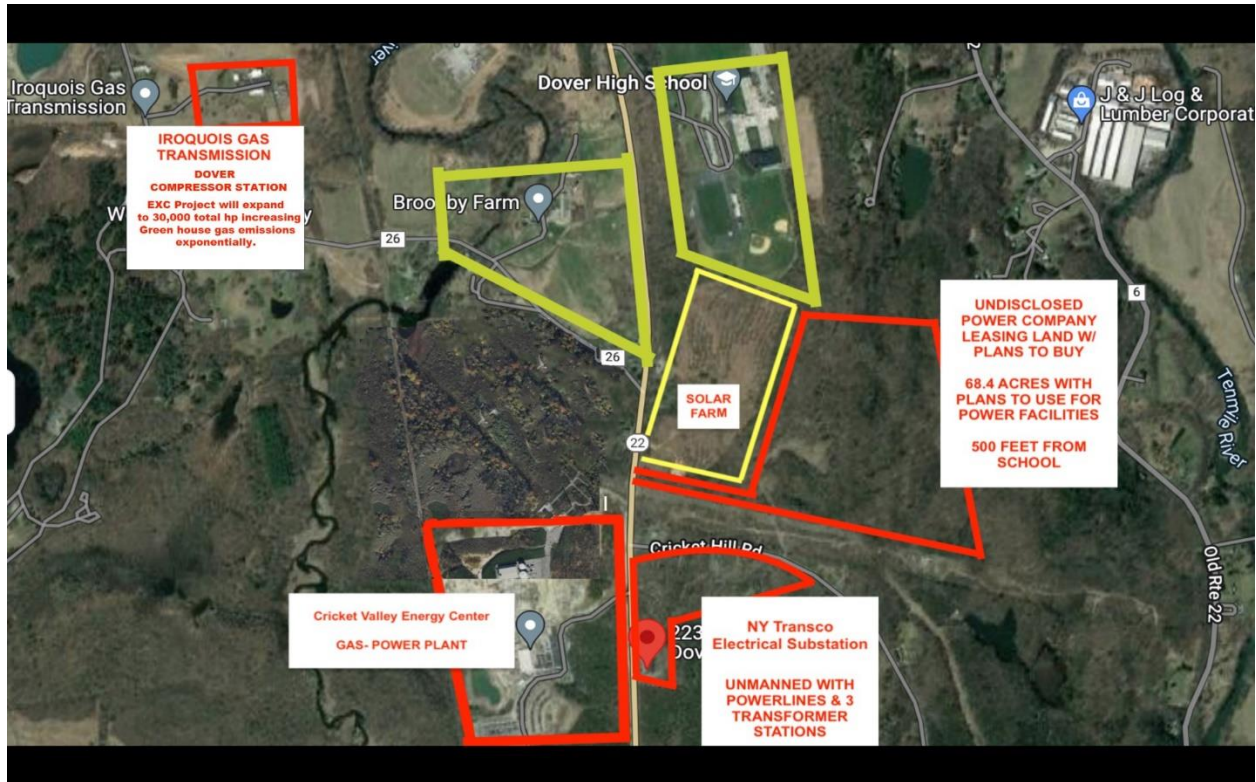 Iroquois Gas
Transmission
IROQUOIS GAS
TRANSMISSION
DOVER
COMPRESSOR STATION
EXC Project will expand
to 30,000 total hp increasing
Green house gas emissions
exponentially.
Dover High School
J & J Log &
Lumber Corporat
Brookby Farm
26
26
22
6
SOLAR
FARM
UNDISCLOSED
POWER COMPANY
LEASING LAND W/
PLANS TO BUY
68.4 ACRES WITH
PLANS TO USE FOR
POWER FACILITIES
500 FEET FROM
SCHOOL
Tenmile River
Old Rte 22
Cricket Hill Rd
Cricket Valley Energy Center
GAS- POWER PLANT
223
Dov
NY Transco
Electrical Substation
UNMANNED WITH
POWERLINES & 3
TRANSFORMER
STATIONS